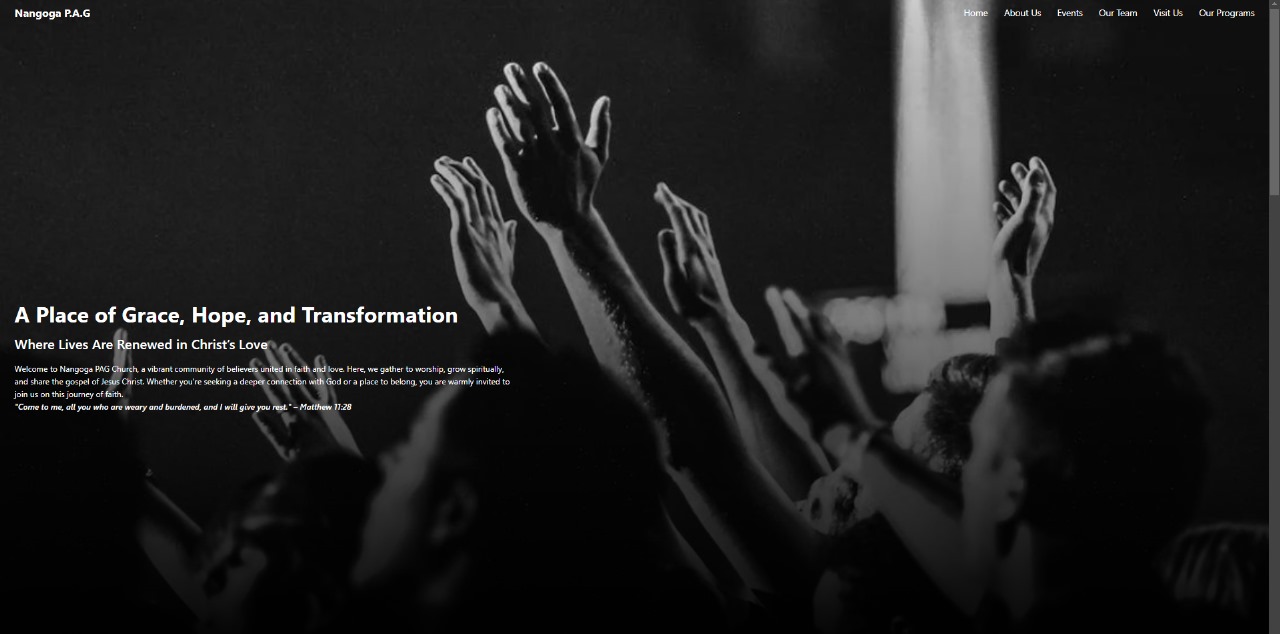 Nangoga P.A.G
Home About Us Events Our Team Visit Us Our Programs
A Place of Grace, Hope, and Transformation
Where Lives Are Renewed in Christ’s Love
Welcome to Nangoga PAG Church, a vibrant community of believers united in faith and love. Here, we gather to worship, grow spiritually,
and share the gospel of Jesus Christ. Whether you're seeking a deeper connection with God or a place to belong, you are warmly invited to
join us on this journey of faith.
"Come to me, all you who are weary and burdened, and I will give you rest." – Matthew 11:28